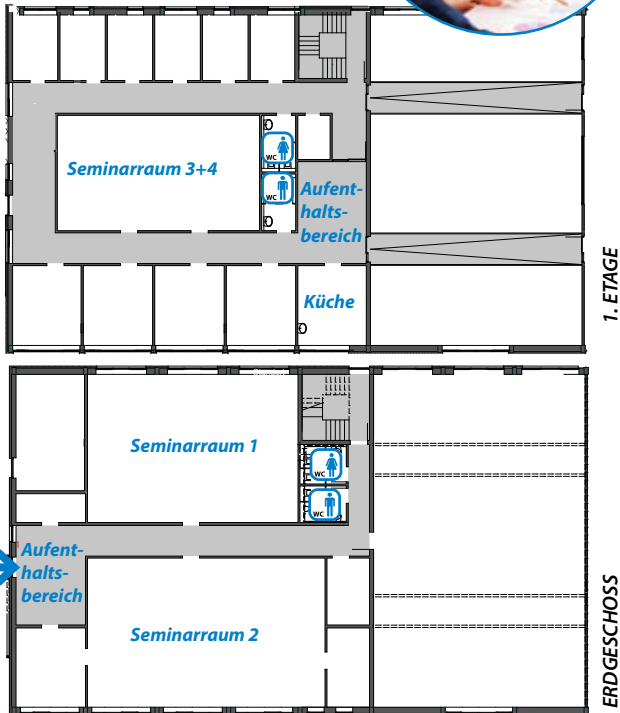 Seminarraum 3+4
WC
WC
Aufent-
halts-
bereich
Küche
1. ETAGE
Seminarraum 1
WC
WC
Aufent-
halts-
bereich
Seminarraum 2
ERDGESCHOSS